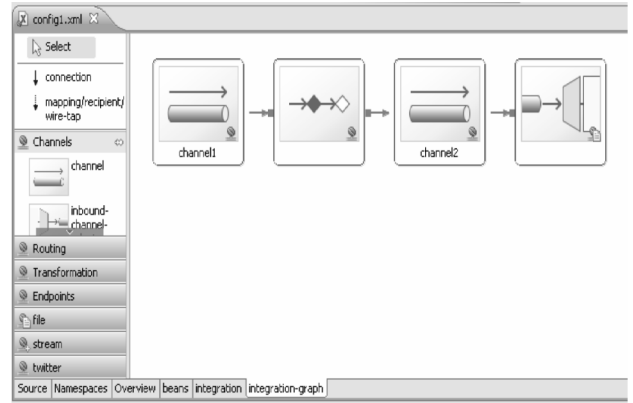 config1.xml
Select
connection
mapping/recipient/
wire-tap
Channels
channel
inbound-
channel-
Routing
Transformation
Endpoints
file
stream
twitter
channel1
channel2
Source Namespaces Overview beans integration integration-graph